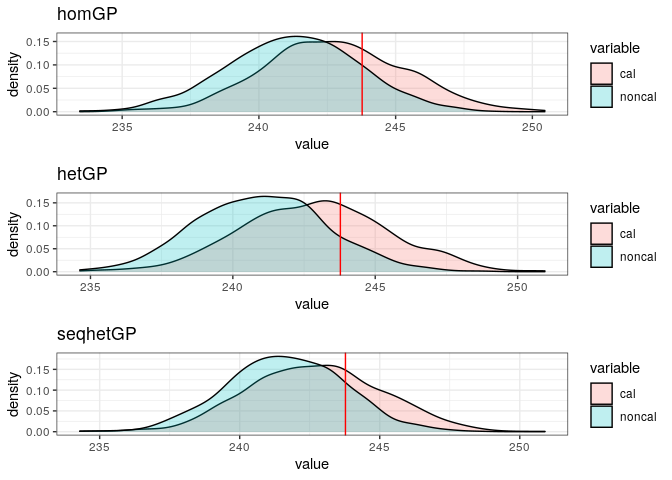 homGP
density
0.15
0.10
0.05
0.00
235
240
245
250
value
variable
cal
noncal
hetGP
density
0.15
0.10
0.05
0.00
235
240
245
250
value
variable
cal
noncal
seqhetGP
density
0.15
0.10
0.05
0.00
235
240
245
250
value
variable
cal
noncal